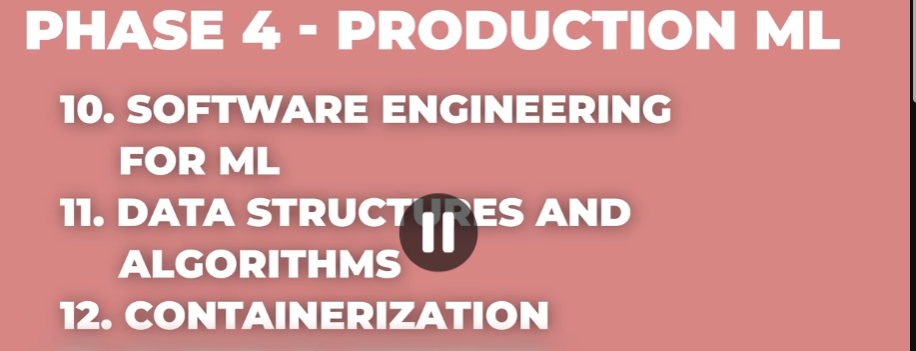 PHASE 4 - PRODUCTION ML
10. SOFTWARE ENGINEERING
FOR ML
11. DATA STRUCTURES AND
ALGORITHMS
12. CONTAINERIZATION